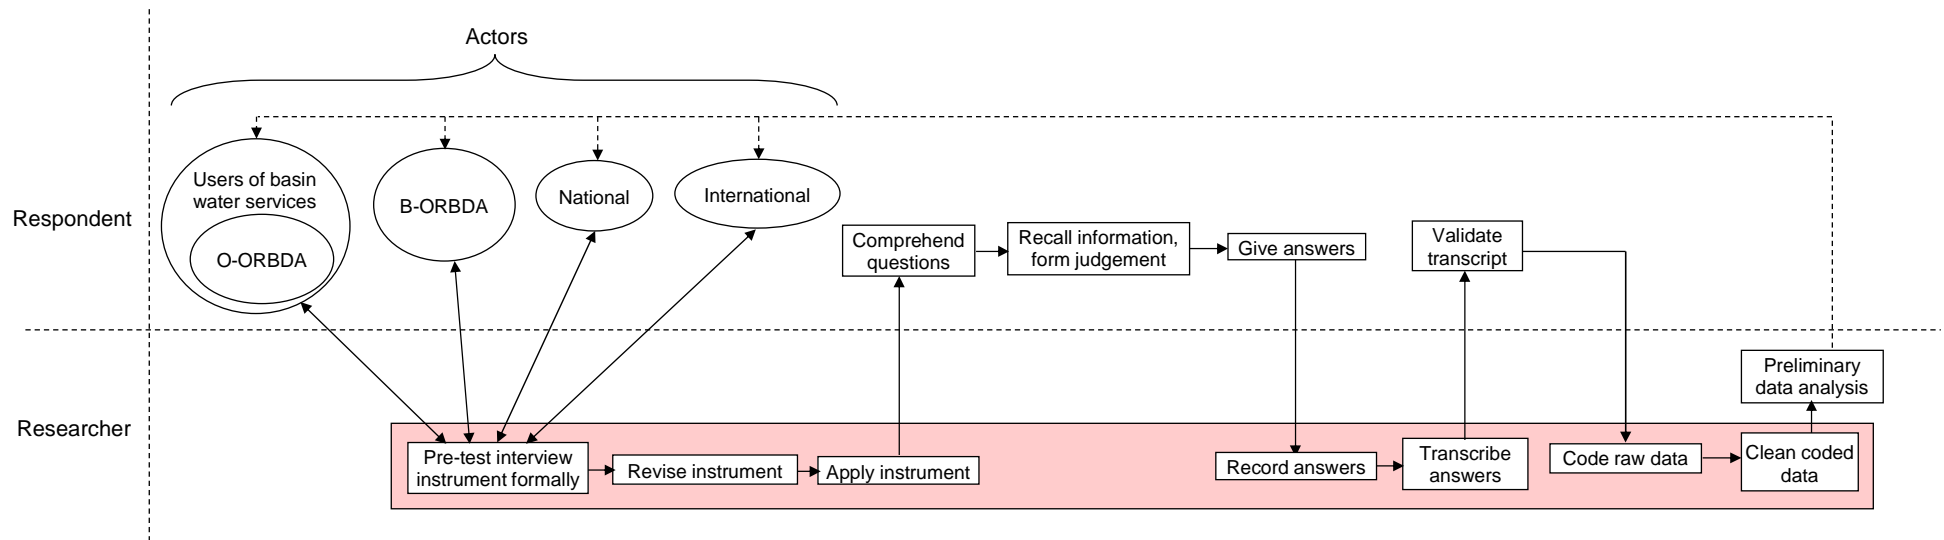 Actors
Users of basin
water services
O-ORBDA
B-ORBDA
National
International
Respondent
Comprehend
questions
Recall information,
form judgement
Give answers
Validate
transcript
Researcher
Preliminary
data analysis
Pre-test interview
instrument formally
Revise instrument
Apply instrument
Record answers
Transcribe
answers
Code raw data
Clean coded
data